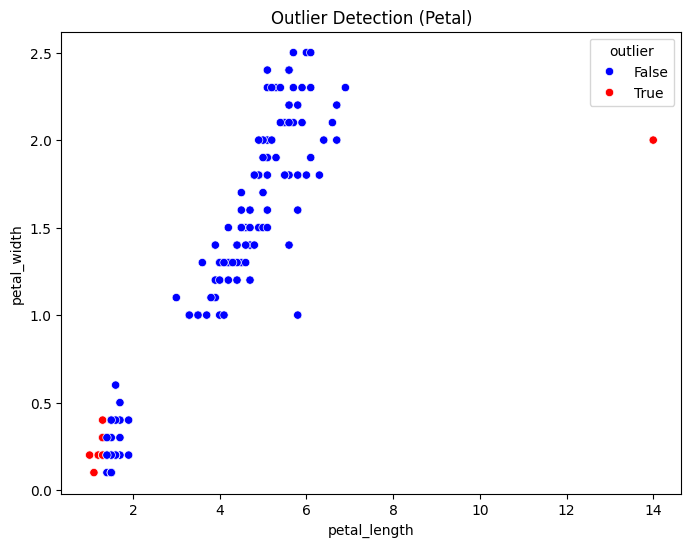 Outlier Detection (Petal)
outlier
False
True
2.5
2.0
1.5
1.0
0.5
0.0
petal_width
2 4 6 8 10 12 14
petal_length